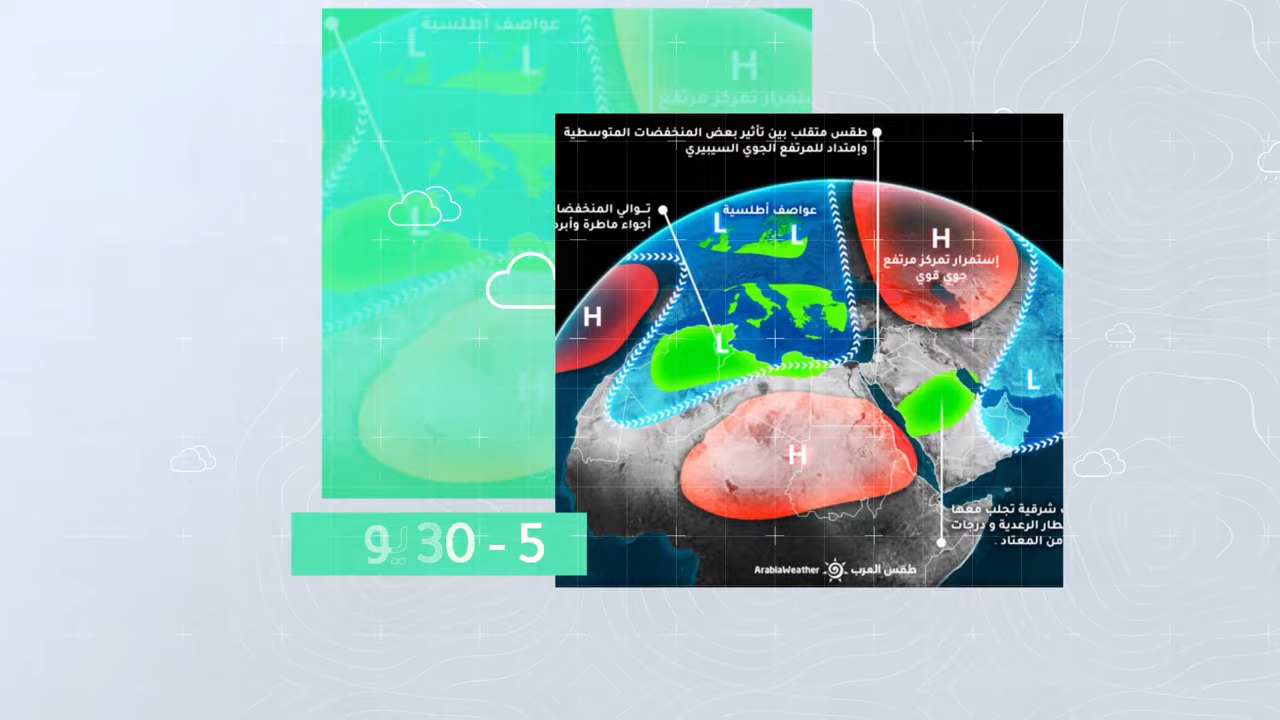 طقس متقلب بين تأثير بعض المنخفضات المتوسطية
وإمتداد للمرتفع الجوي السيبيري
عواصف أطلسية
L
L
H
إستمرار تمركز مرتفع
جوي قوي
تـوالي المنخفضا
أجواء ماطرة وأبرد
H
L
L
H
شرقية تجلب معها
طار الرعدية و درجات
من المعتاد .
ArabiaWeather طقس العرب
عواصف أطلسية
L
L
H
إستمرار تمركز مرتفع
L
H
5 - 30